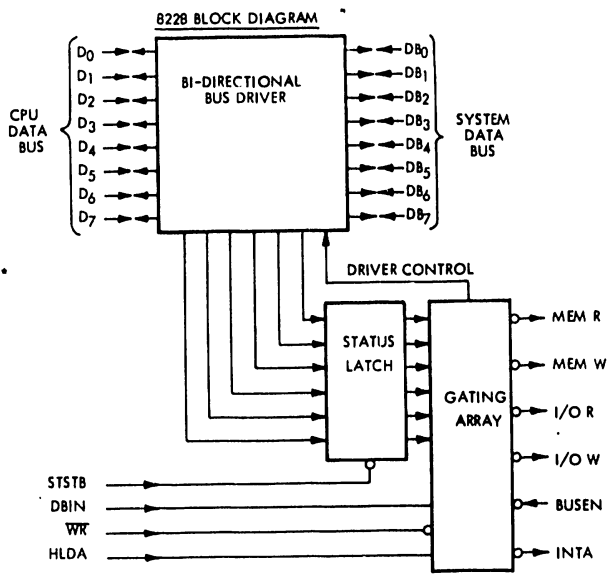 8228 BLOCK DIAGRAM
D0
D1
D2
D3
D4
D5
D6
D7
CPU
DATA
BUS
BI-DIRECTIONAL
BUS DRIVER
DB0
DB1
DB2
DB3
DB4
DB5
DB6
DB7
SYSTEM
DATA
BUS
DRIVER CONTROL
STATUS
LATCH
GATING
ARRAY
MEM R
MEM W
I/O R
I/O W
BUSEN
INTA
STSTB
DBIN
W̅R̅
HLDA